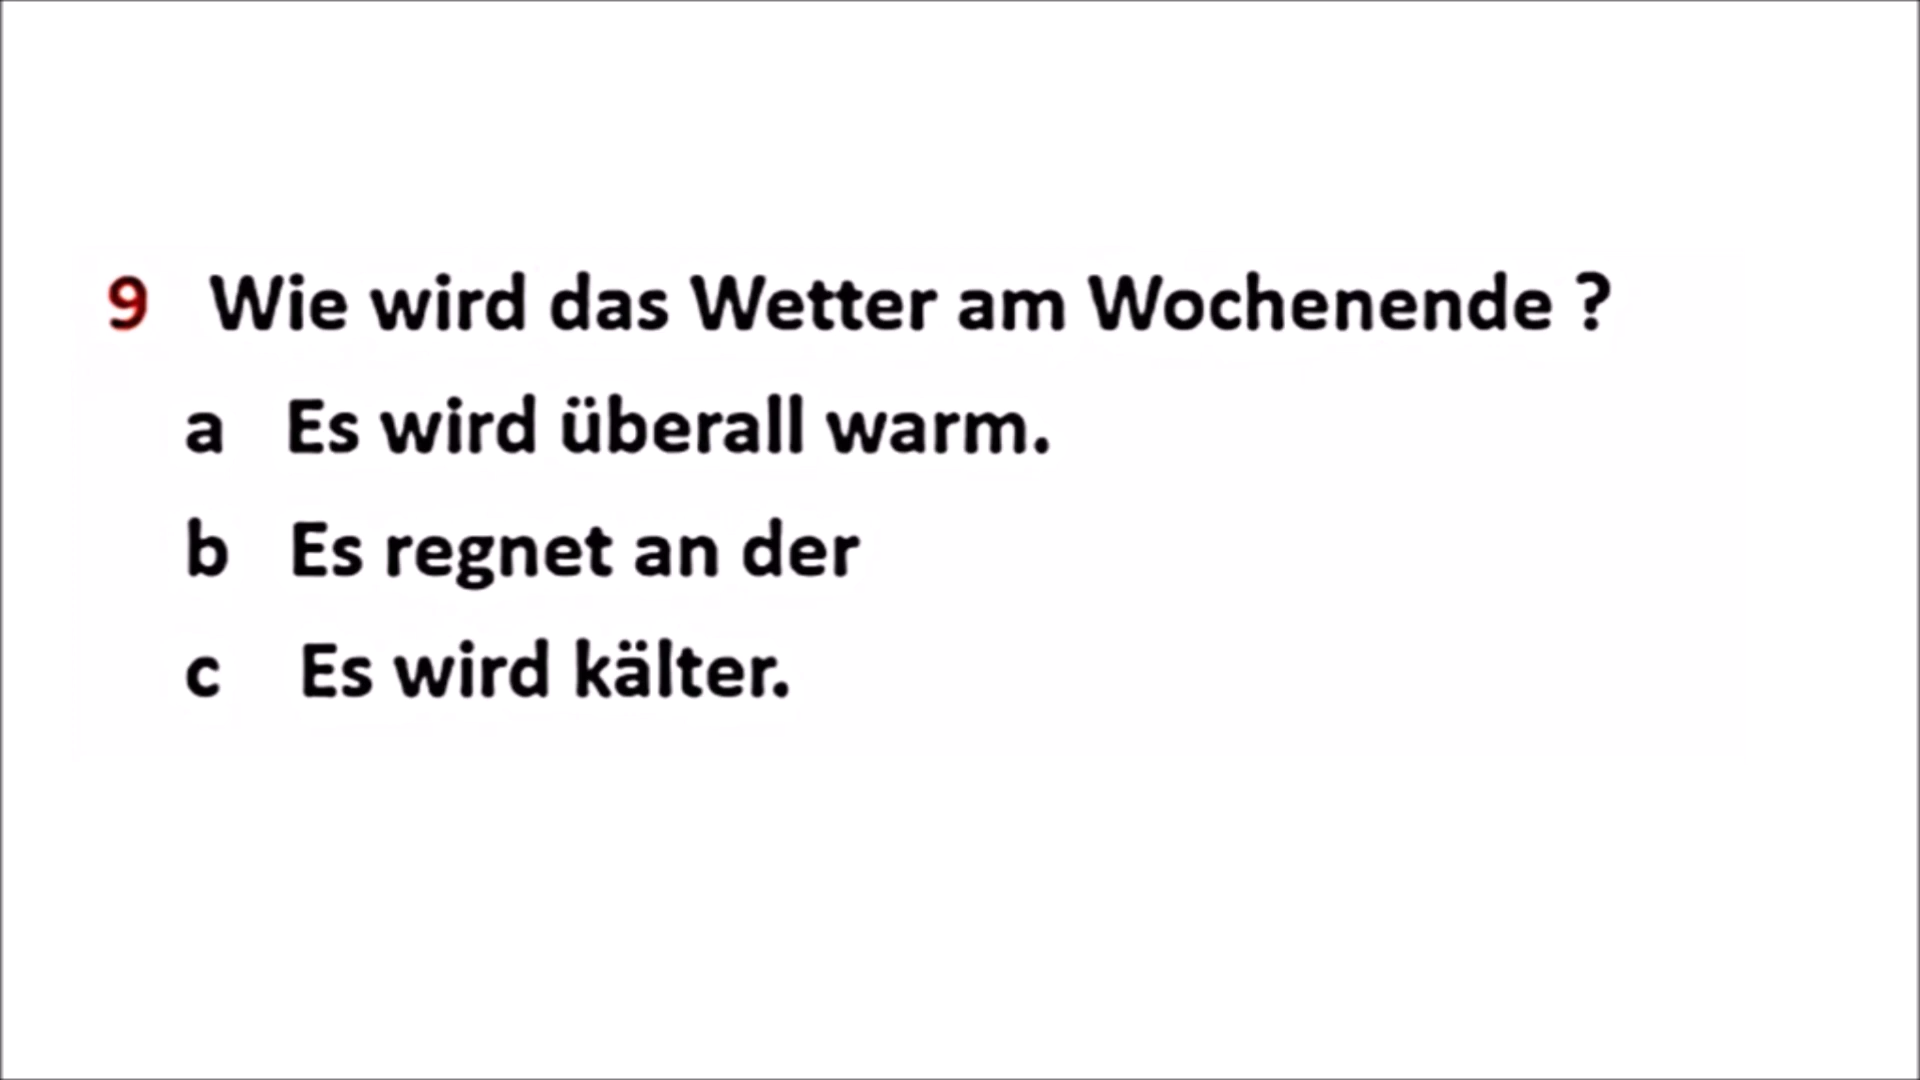 9 Wie wird das Wetter am Wochenende ?
a Es wird überall warm.
b Es regnet an der
c Es wird kälter.